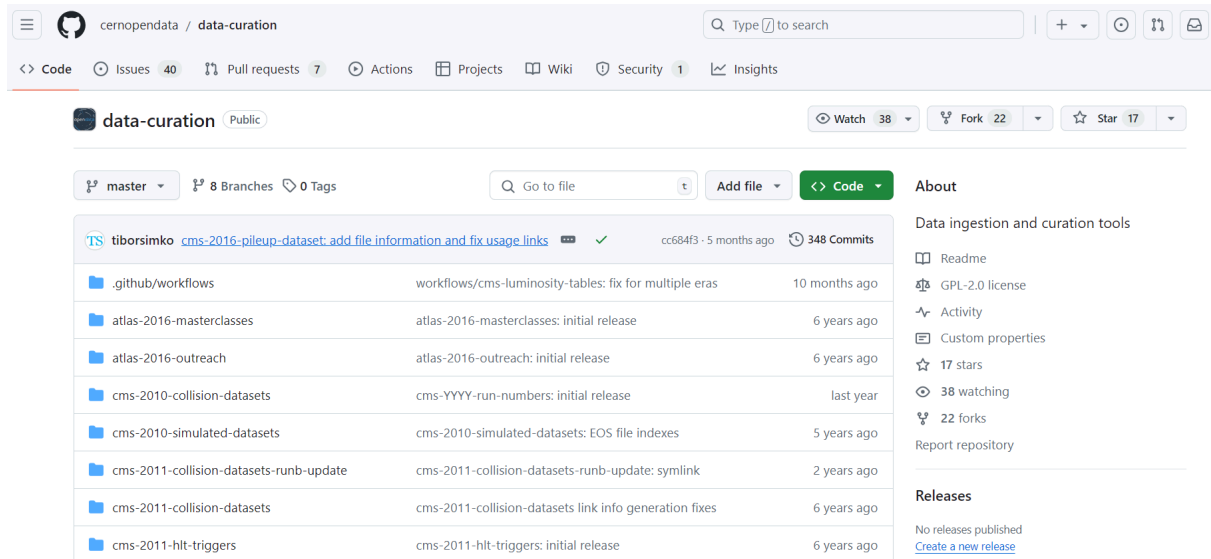 cernopendata / data-curation
Type / to search
<> Code Issues 40 Pull requests 7 Actions Projects Wiki Security 1 Insights
data-curation Public
Watch 38 Fork 22 Star 17
master 8 Branches 0 Tags Go to file t Add file <> Code
TS tiborsimko cms-2016-pileup-dataset: add file information and fix usage links cc684f3 · 5 months ago 348 Commits
.github/workflows workflows/cms-luminosity-tables: fix for multiple eras 10 months ago
atlas-2016-masterclasses atlas-2016-masterclasses: initial release 6 years ago
atlas-2016-outreach atlas-2016-outreach: initial release 6 years ago
cms-2010-collision-datasets cms-YYYY-run-numbers: initial release last year
cms-2010-simulated-datasets cms-2010-simulated-datasets: EOS file indexes 5 years ago
cms-2011-collision-datasets-runb-update cms-2011-collision-datasets-runb-update: symlink 2 years ago
cms-2011-collision-datasets cms-2011-collision-datasets link info generation fixes 6 years ago
cms-2011-hlt-triggers cms-2011-hlt-triggers: initial release 6 years ago
About
Data ingestion and curation tools
Readme
GPL-2.0 license
Activity
Custom properties
17 stars
38 watching
22 forks
Report repository
Releases
No releases published
Create a new release